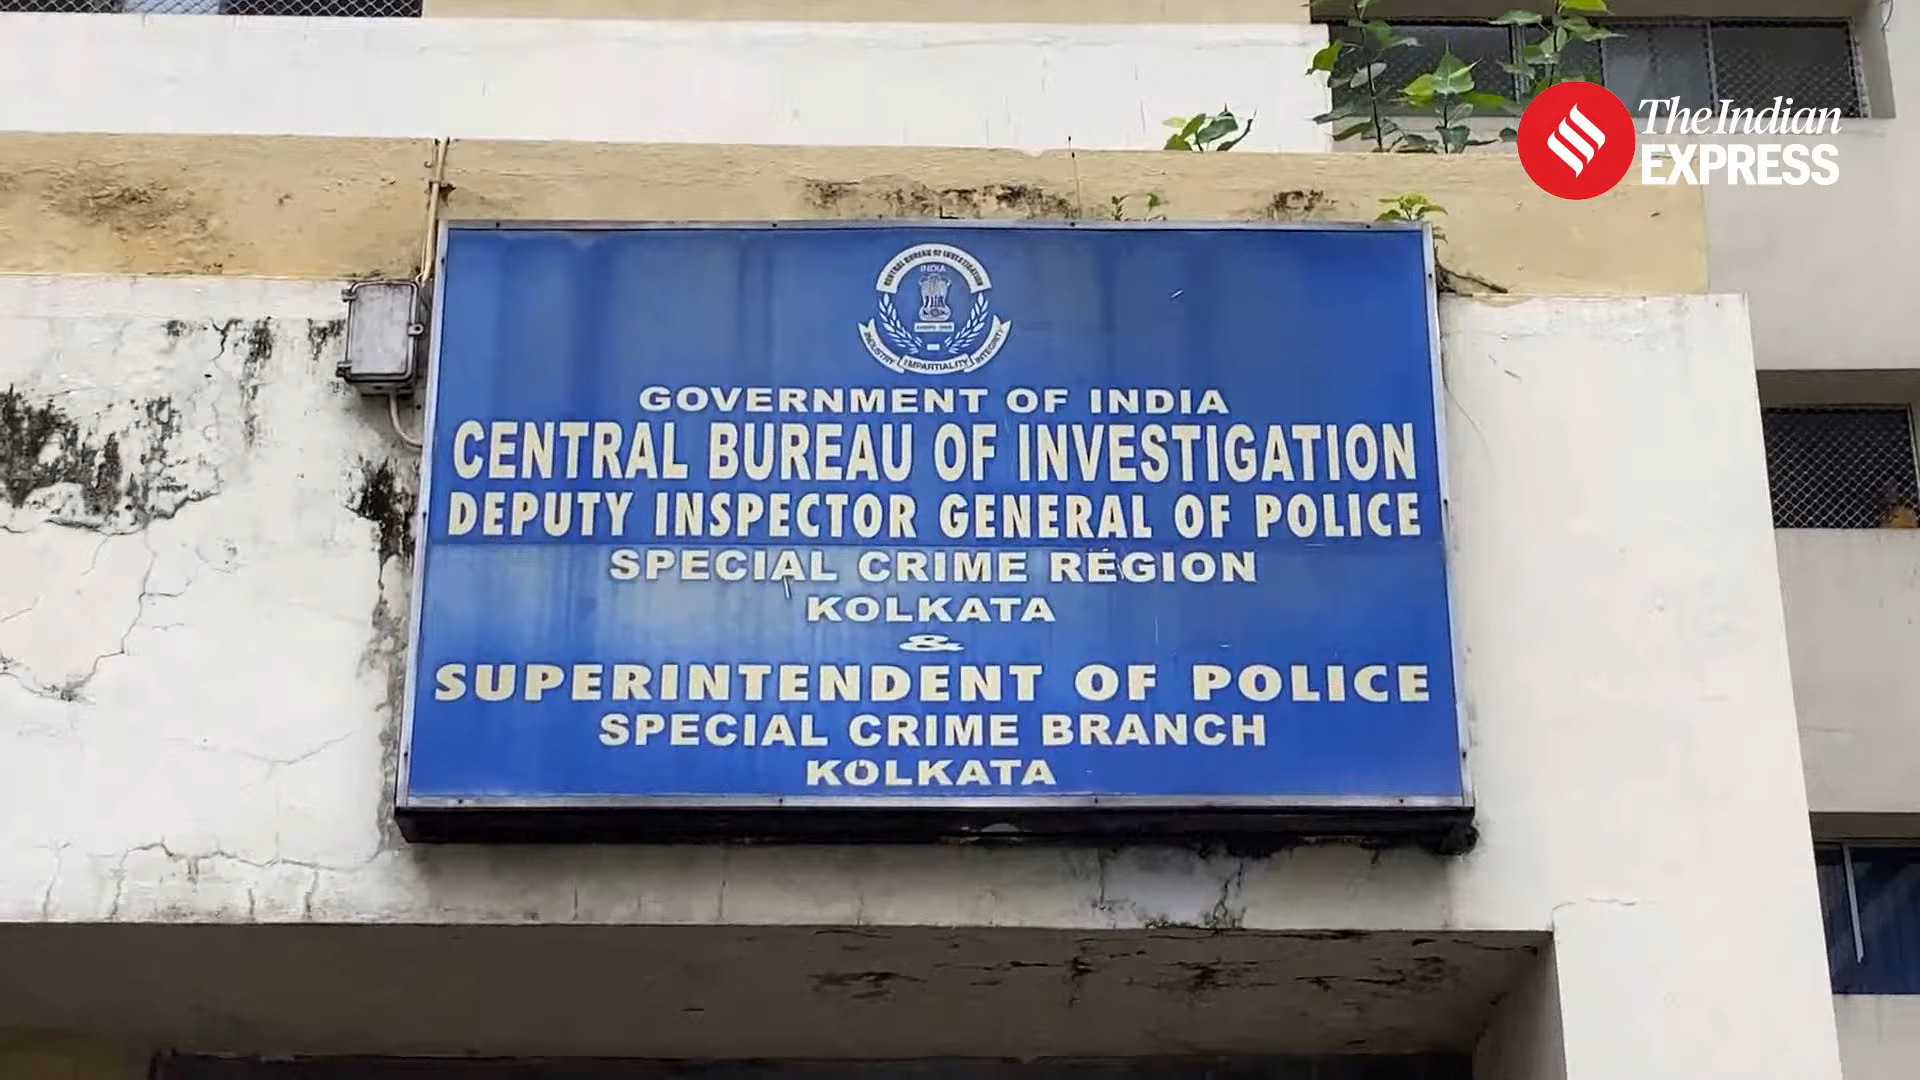 The Indian
EXPRESS
CENTRAL BUREAU OF INVESTIGATION
INDIA
INDUSTRY IMPARTIALITY INTEGRITY
GOVERNMENT OF INDIA
CENTRAL BUREAU OF INVESTIGATION
DEPUTY INSPECTOR GENERAL OF POLICE
SPECIAL CRIME REGION
KOLKATA
&
SUPERINTENDENT OF POLICE
SPECIAL CRIME BRANCH
KOLKATA